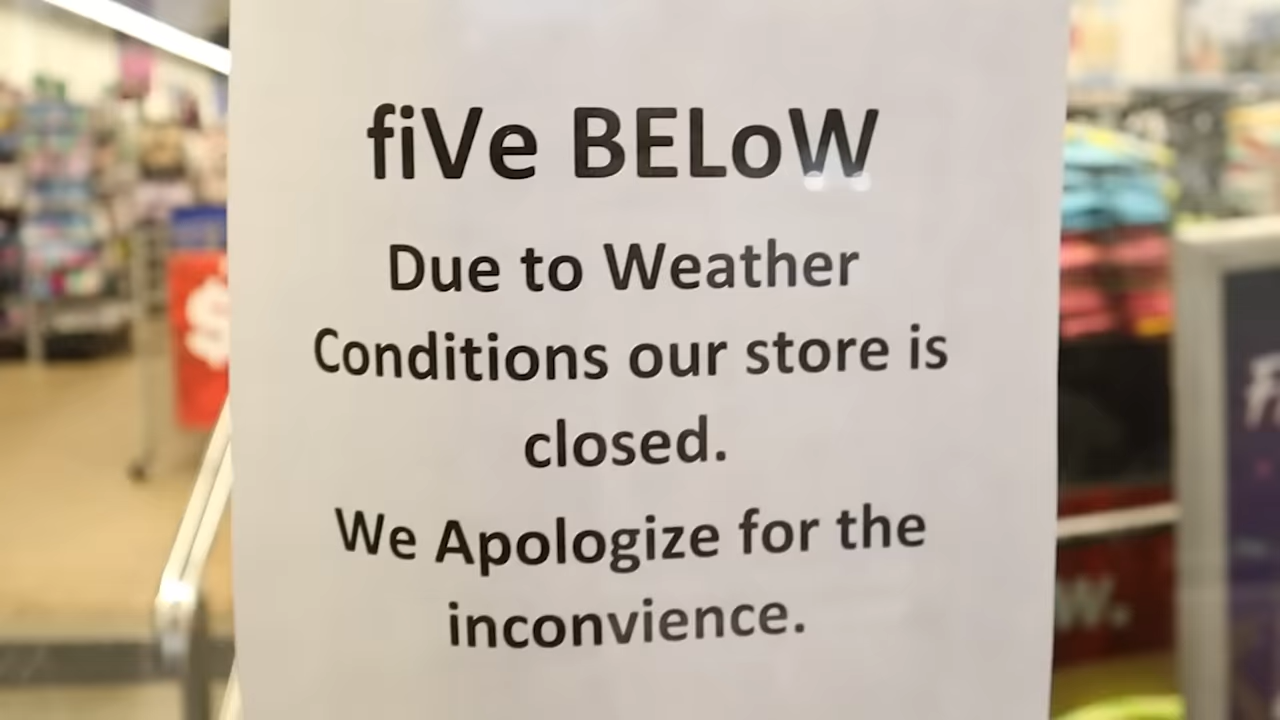 fiVe BELoW
Due to Weather
Conditions our store is
closed.
We Apologize for the
inconvience.
$
w.